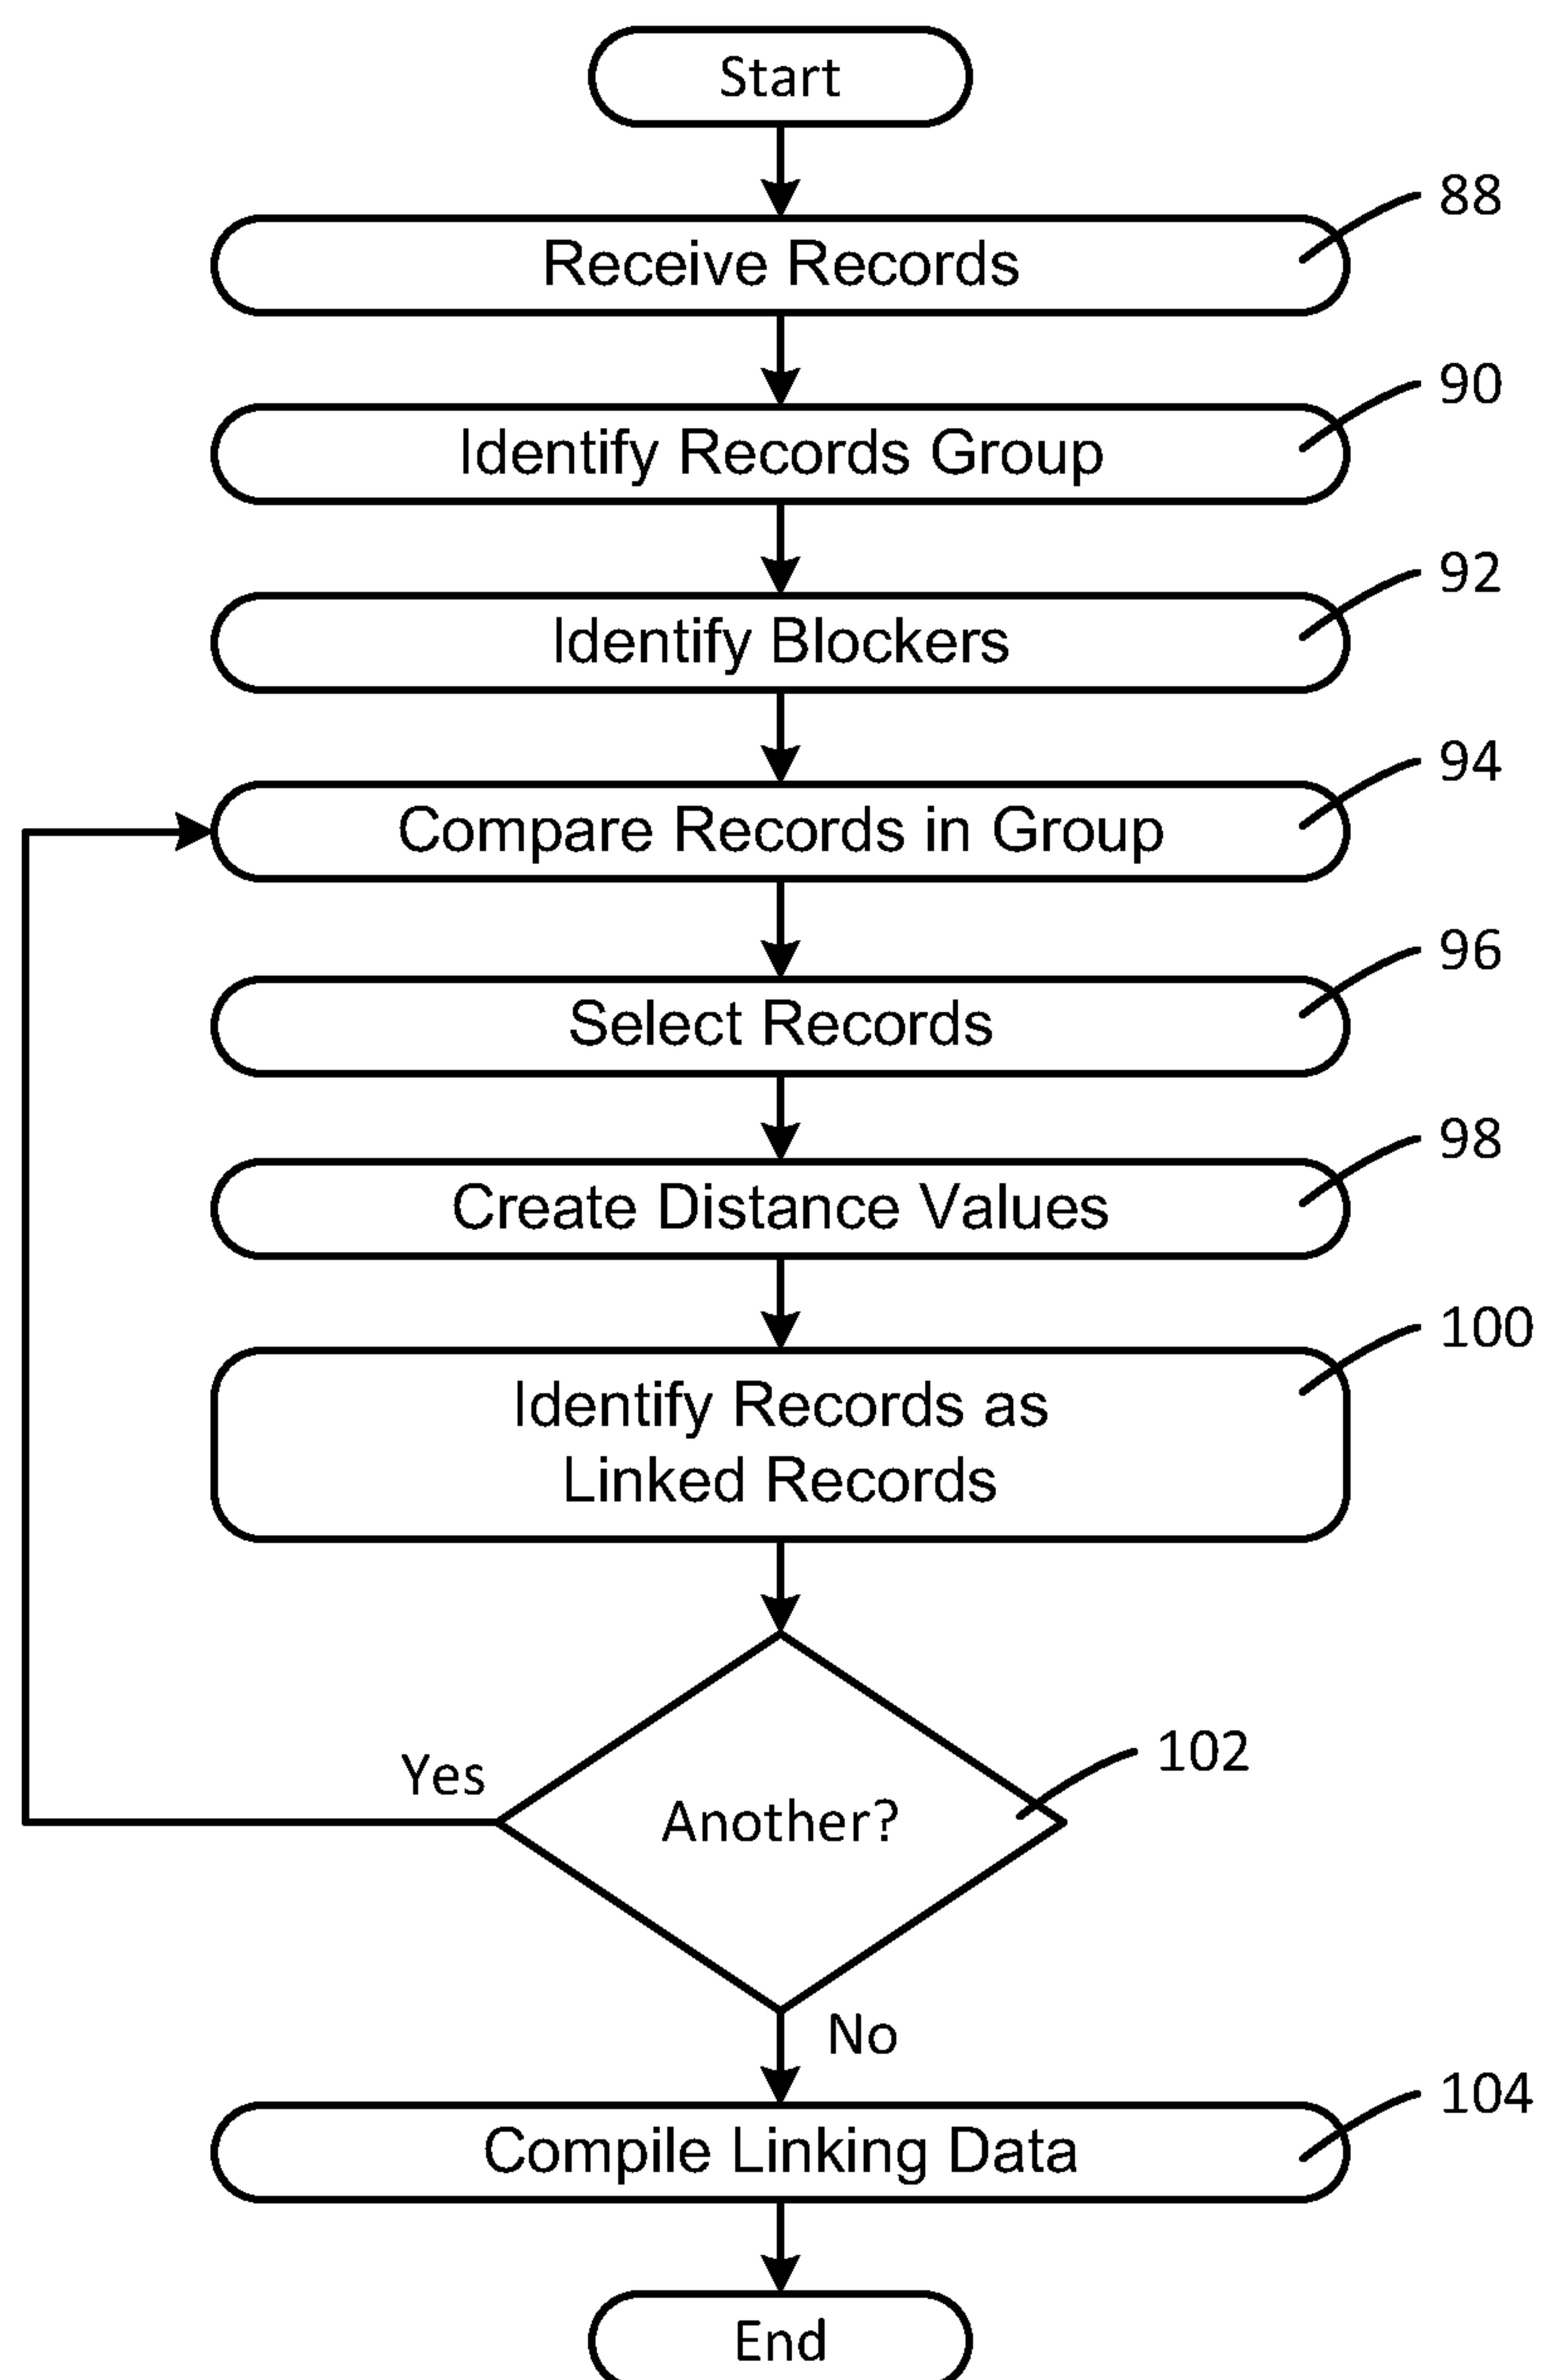 Start
88
Receive Records
90
Identify Records Group
92
Identify Blockers
94
Compare Records in Group
96
Select Records
98
Create Distance Values
100
Identify Records as
Linked Records
102
Yes
Another?
No
104
Compile Linking Data
End